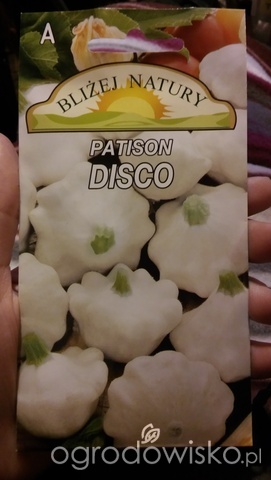 A
BLIŻEJ NATURY
PATISON
DISCO
ogrodowisko.pl